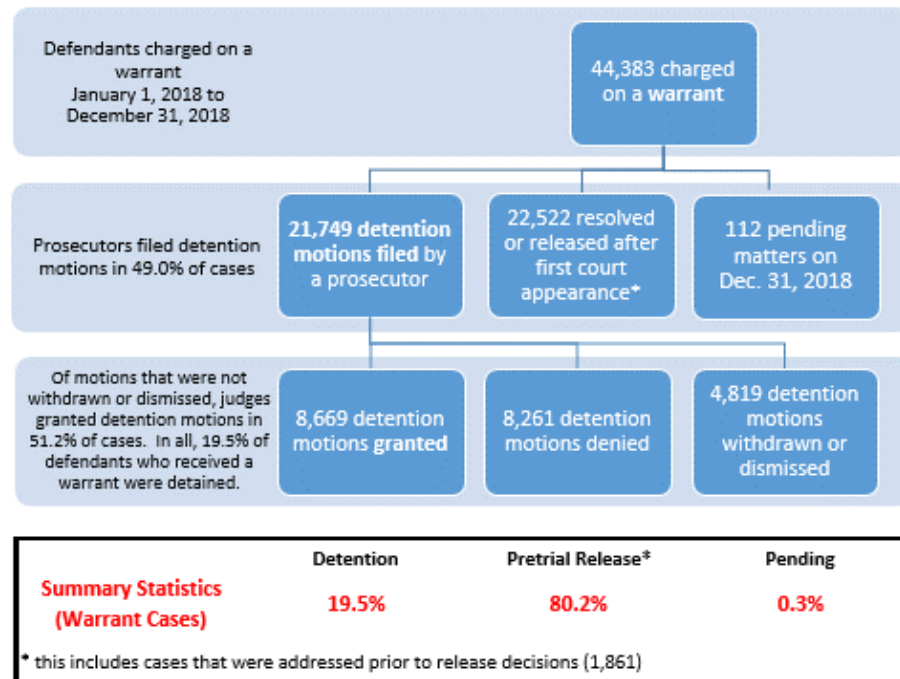 Defendants charged on a
warrant
January 1, 2018 to
December 31, 2018
44,383 charged
on a warrant
Prosecutors filed detention
motions in 49.0% of cases
21,749 detention
motions filed by
a prosecutor
22,522 resolved
or released after
first court
appearance*
112 pending
matters on
Dec. 31, 2018
Of motions that were not
withdrawn or dismissed, judges
granted detention motions in
51.2% of cases. In all, 19.5% of
defendants who received a
warrant were detained.
8,669 detention
motions granted
8,261 detention
motions denied
4,819 detention
motions
withdrawn or
dismissed
Detention Pretrial Release* Pending
Summary Statistics
(Warrant Cases)
19.5% 80.2% 0.3%
* this includes cases that were addressed prior to release decisions (1,861)